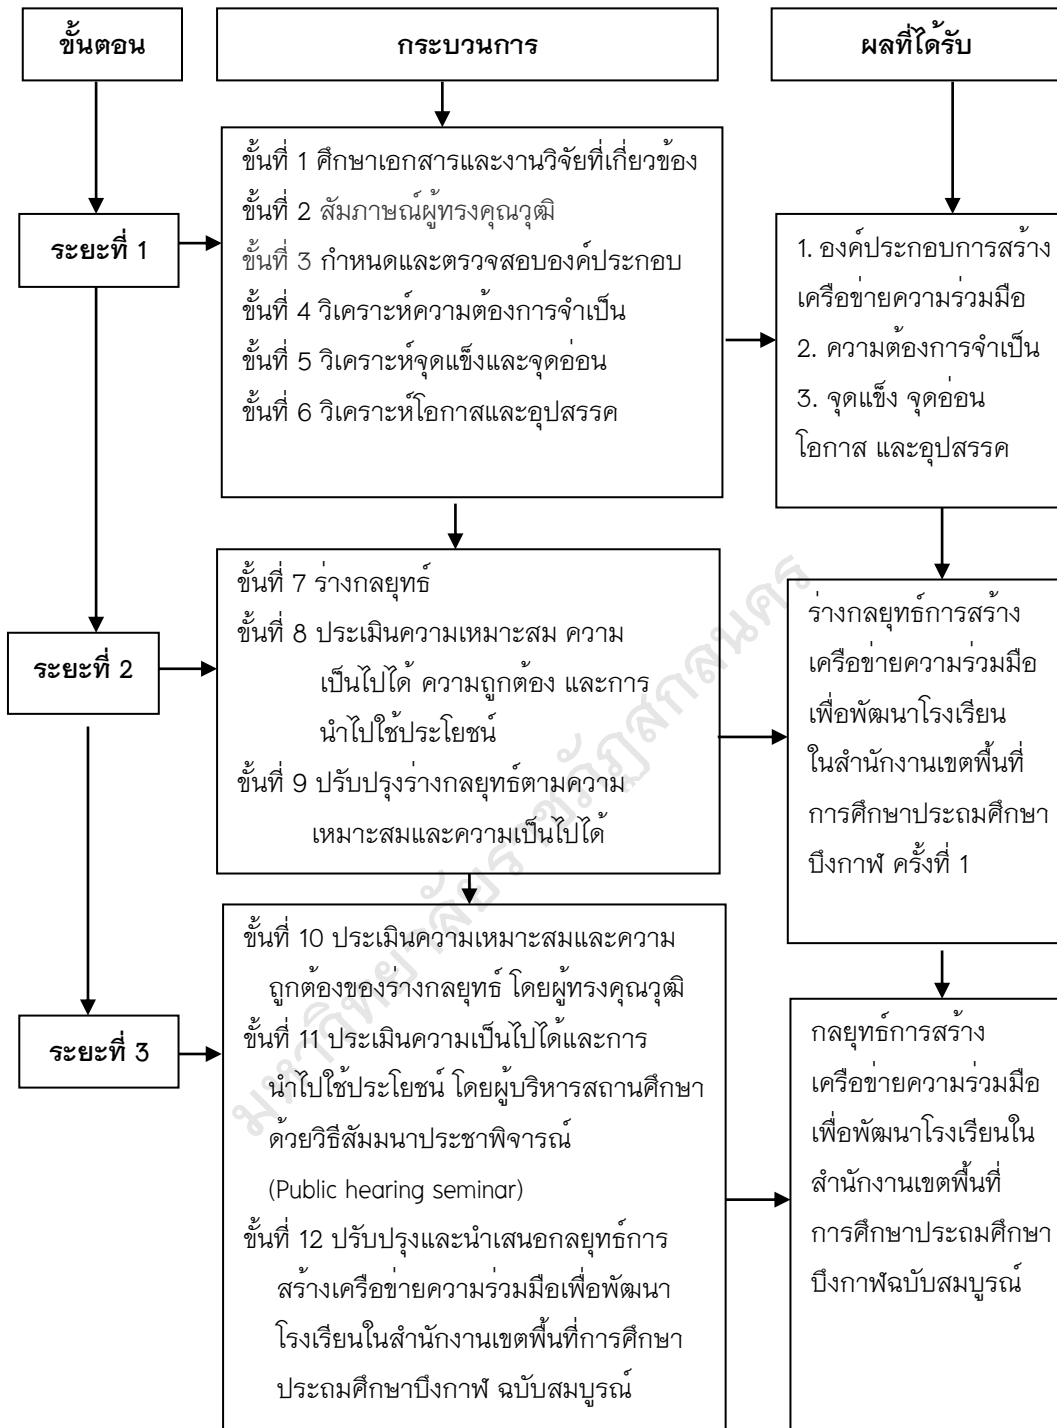 ขั้นตอน
กระบวนการ
ผลที่ได้รับ
ระยะที่ 1
ขั้นที่ 1 ศึกษาเอกสารและงานวิจัยที่เกี่ยวข้อง
ขั้นที่ 2 สัมภาษณ์ผู้ทรงคุณวุฒิ
ขั้นที่ 3 กำหนดและตรวจสอบองค์ประกอบ
ขั้นที่ 4 วิเคราะห์ความต้องการจำเป็น
ขั้นที่ 5 วิเคราะห์จุดแข็งและจุดอ่อน
ขั้นที่ 6 วิเคราะห์โอกาสและอุปสรรค
1. องค์ประกอบการสร้าง
เครือข่ายความร่วมมือ
2. ความต้องการจำเป็น
3. จุดแข็ง จุดอ่อน
โอกาส และอุปสรรค
ระยะที่ 2
ขั้นที่ 7 ร่างกลยุทธ์
ขั้นที่ 8 ประเมินความเหมาะสม ความ
เป็นไปได้ ความถูกต้อง และการ
นำไปใช้ประโยชน์
ขั้นที่ 9 ปรับปรุงร่างกลยุทธ์ตามความ
เหมาะสมและความเป็นไปได้
ร่างกลยุทธ์การสร้าง
เครือข่ายความร่วมมือ
เพื่อพัฒนาโรงเรียน
ในสำนักงานเขตพื้นที่
การศึกษาประถมศึกษา
บึงกาฬ ครั้งที่ 1
ระยะที่ 3
ขั้นที่ 10 ประเมินความเหมาะสมและความ
ถูกต้องของร่างกลยุทธ์ โดยผู้ทรงคุณวุฒิ
ขั้นที่ 11 ประเมินความเป็นไปได้และการ
นำไปใช้ประโยชน์ โดยผู้บริหารสถานศึกษา
ด้วยวิธีสัมมนาประชาพิจารณ์
(Public hearing seminar)
ขั้นที่ 12 ปรับปรุงและนำเสนอกลยุทธ์การ
สร้างเครือข่ายความร่วมมือเพื่อพัฒนา
โรงเรียนในสำนักงานเขตพื้นที่การศึกษา
ประถมศึกษาบึงกาฬ ฉบับสมบูรณ์
กลยุทธ์การสร้าง
เครือข่ายความร่วมมือ
เพื่อพัฒนาโรงเรียนใน
สำนักงานเขตพื้นที่
การศึกษาประถมศึกษา
บึงกาฬฉบับสมบูรณ์
มหาวิทยาลัยราชภัฏสกลนคร